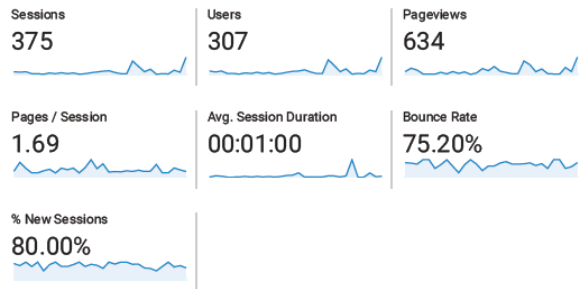 Sessions
375
Users
307
Pageviews
634
Pages / Session
1.69
Avg. Session Duration
00:01:00
Bounce Rate
75.20%
% New Sessions
80.00%